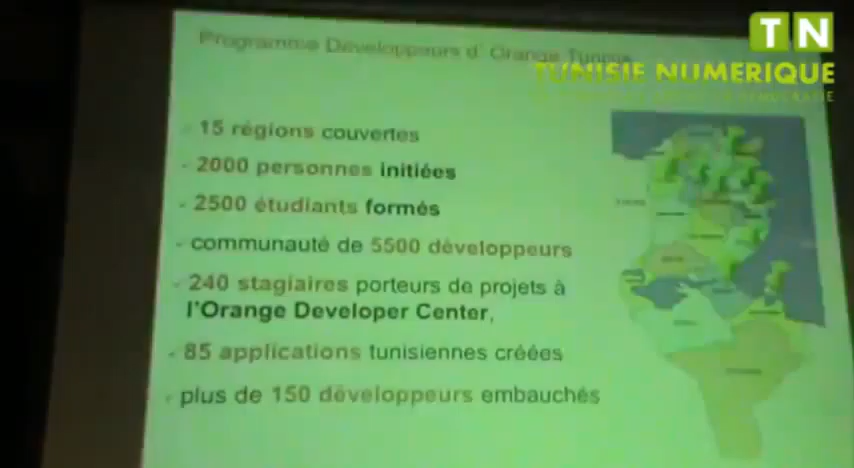 TN
TUNISIE NUMERIQUE
Programme Développeurs d' Orange Tunisie
- 15 régions couvertes
- 2000 personnes initiées
- 2500 étudiants formés
- communauté de 5500 développeurs
- 240 stagiaires porteurs de projets à
l'Orange Developer Center,
- 85 applications tunisiennes créées
- plus de 150 développeurs embauchés